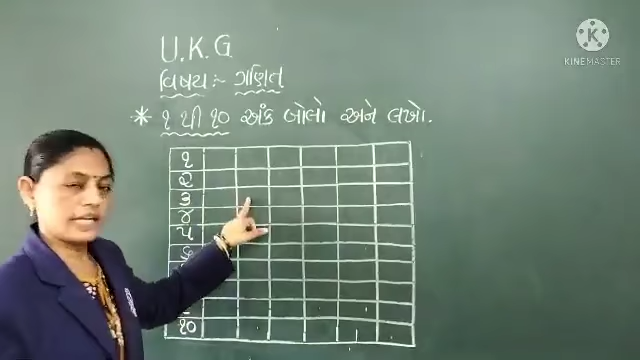 U.K.G
વિષય :- ગણિત
* ૧ થી ૧૦ અંક બોલો અને લખો.
૧
૨
૩
૪
૫
૬
૧૦
KINEMASTER